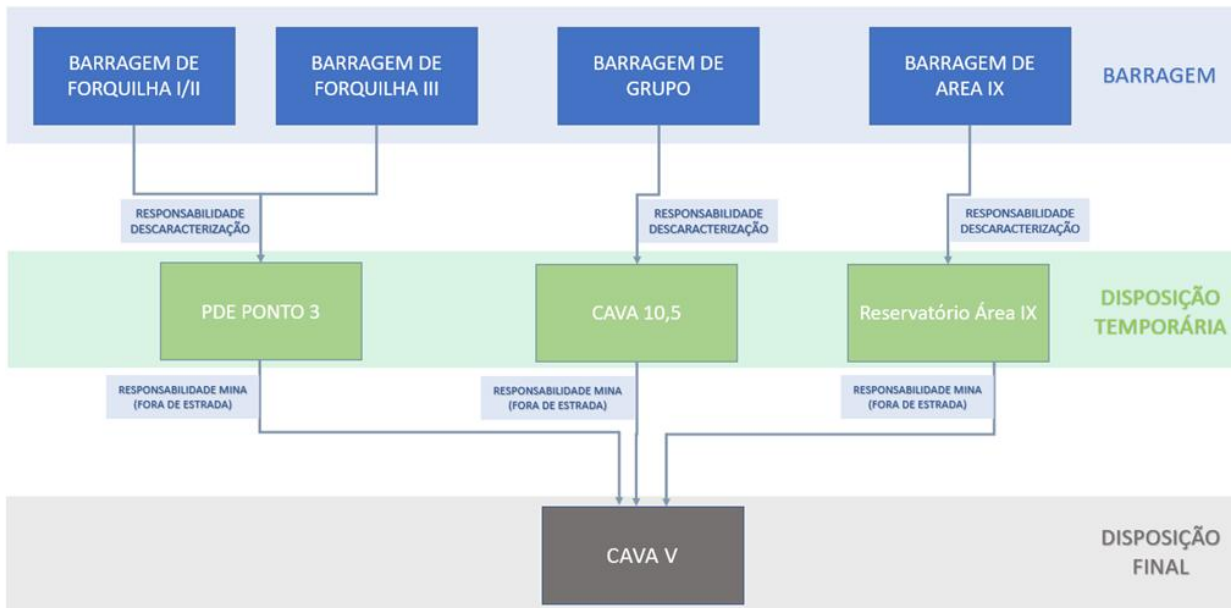 BARRAGEM DE
FORQUILHA I/II
BARRAGEM DE
FORQUILHA III
BARRAGEM DE
GRUPO
BARRAGEM DE
AREA IX
BARRAGEM
RESPONSABILIDADE
DESCARACTERIZAÇÃO
RESPONSABILIDADE
DESCARACTERIZAÇÃO
RESPONSABILIDADE
DESCARACTERIZAÇÃO
PDE PONTO 3
CAVA 10,5
Reservatório Área IX
DISPOSIÇÃO
TEMPORÁRIA
RESPONSABILIDADE MINA
(FORA DE ESTRADA)
RESPONSABILIDADE MINA
(FORA DE ESTRADA)
RESPONSABILIDADE MINA
(FORA DE ESTRADA)
CAVA V
DISPOSIÇÃO
FINAL